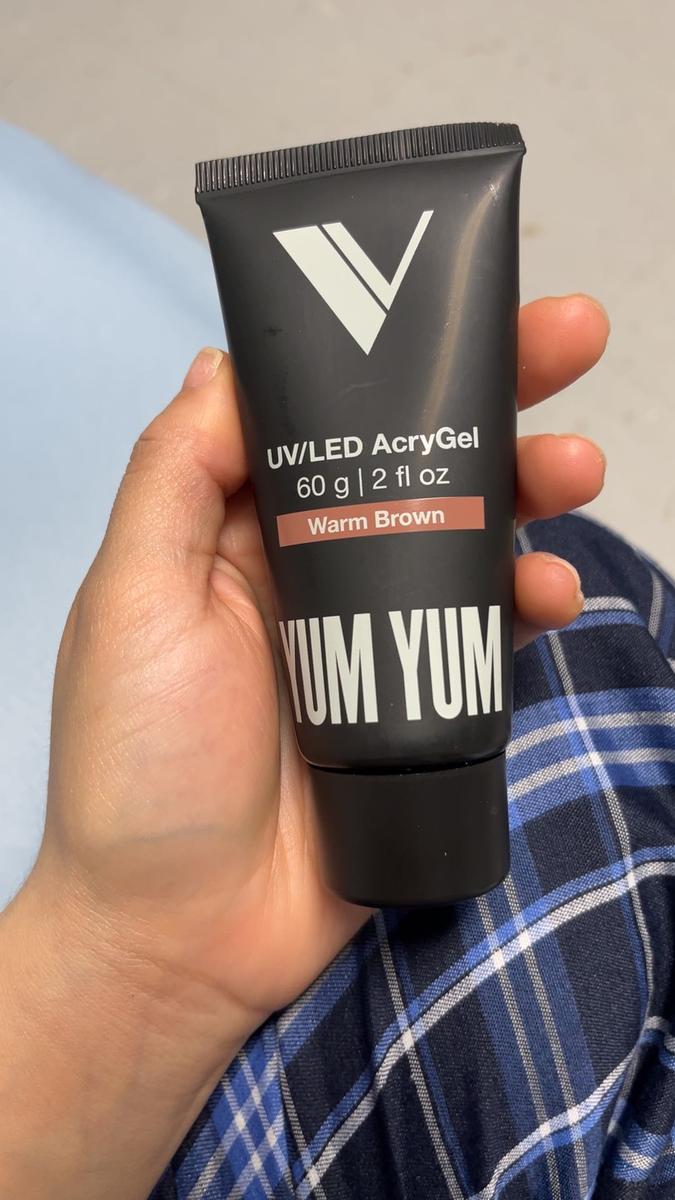 V
UV/LED AcryGel
60 g | 2 fl oz
Warm Brown
YUM YUM